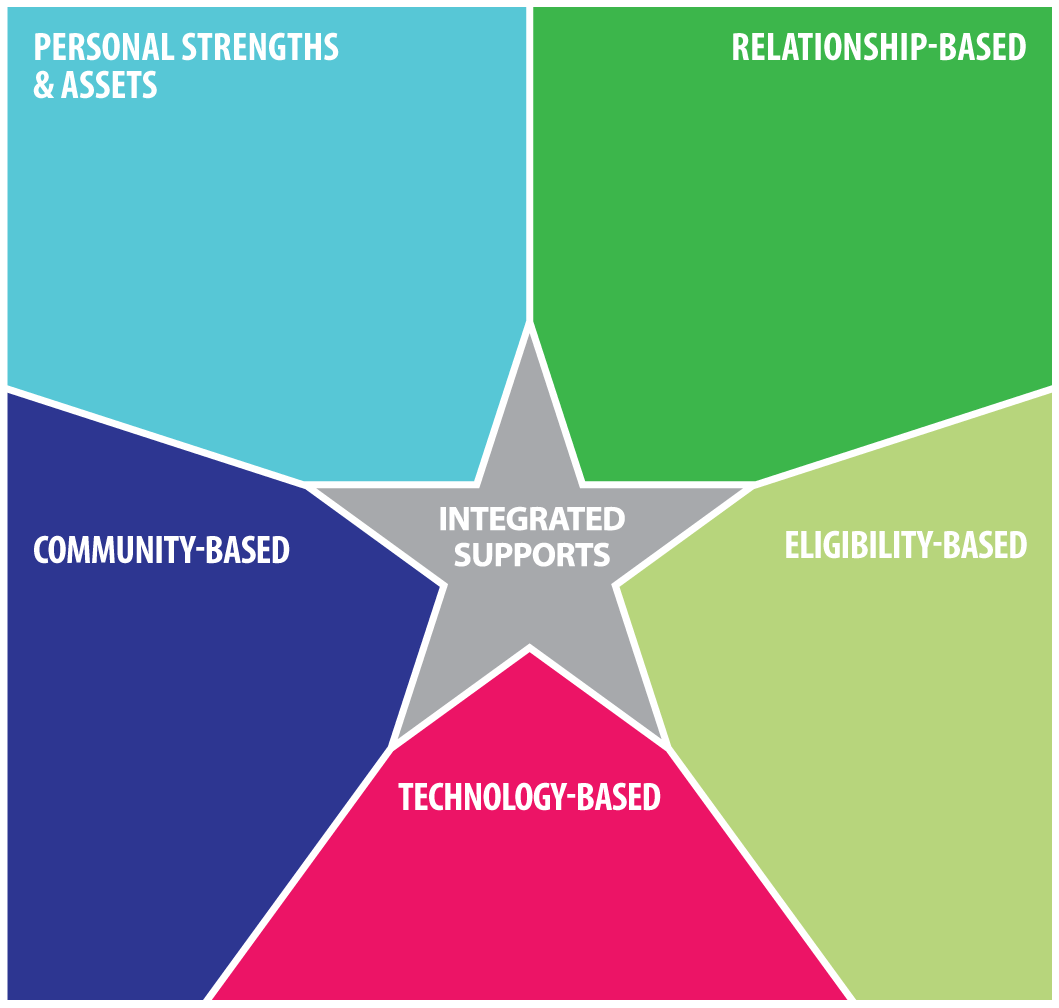 PERSONAL STRENGTHS
& ASSETS
RELATIONSHIP-BASED
INTEGRATED
SUPPORTS
COMMUNITY-BASED
ELIGIBILITY-BASED
TECHNOLOGY-BASED